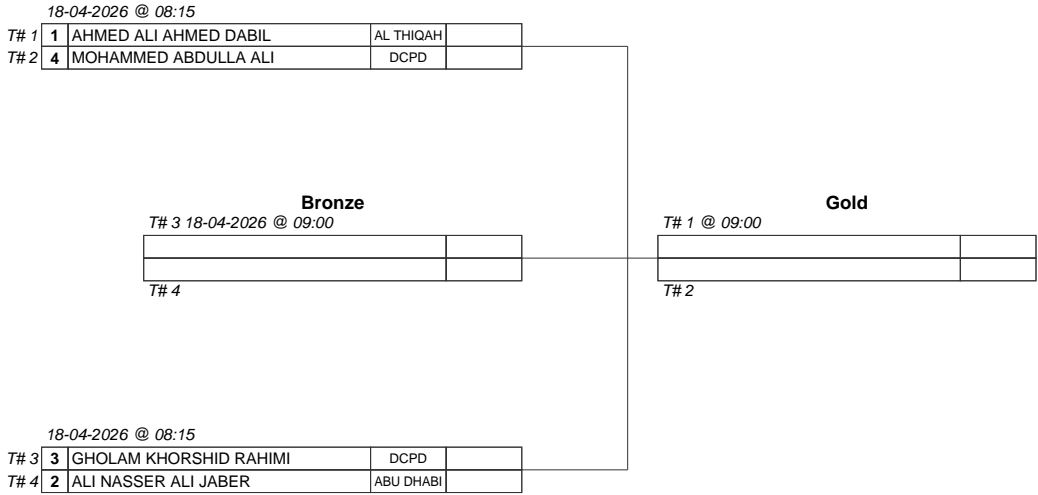 18-04-2026 @ 08:15
T# 1 1 AHMED ALI AHMED DABIL AL THIQAH
T# 2 4 MOHAMMED ABDULLA ALI DCPD
Bronze Gold
T# 3 18-04-2026 @ 09:00 T# 1 @ 09:00
T# 4 T# 2
18-04-2026 @ 08:15
T# 3 3 GHOLAM KHORSHID RAHIMI DCPD
T# 4 2 ALI NASSER ALI JABER ABU DHABI